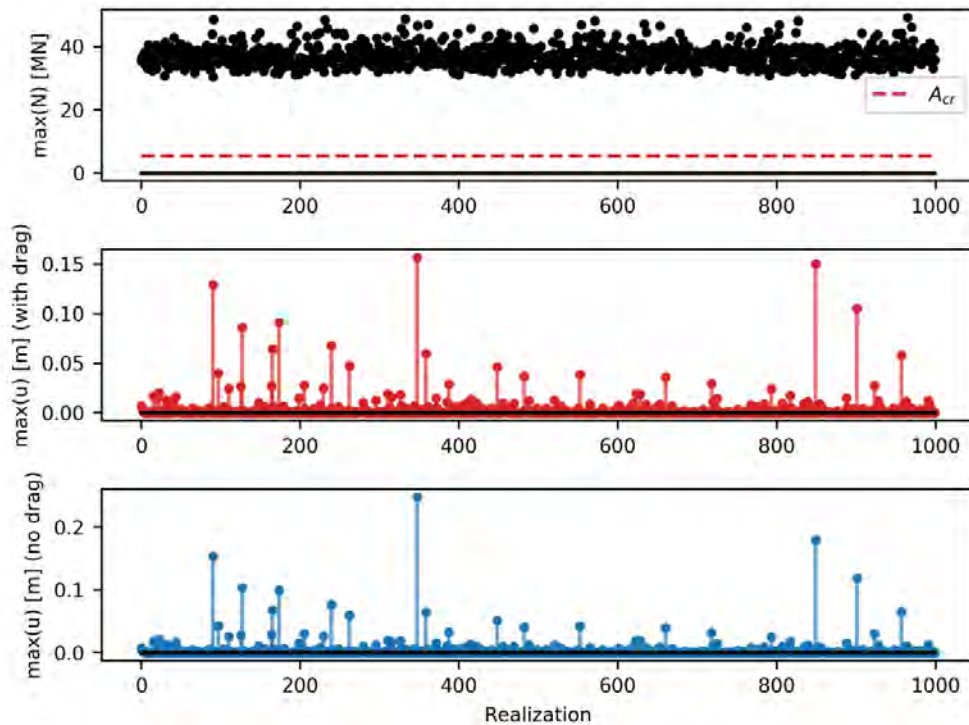 max(N) [MN]
40
20
0
A_cr
0 200 400 600 800 1000
max(u) [m] (with drag)
0.15
0.10
0.05
0.00
0 200 400 600 800 1000
max(u) [m] (no drag)
0.2
0.1
0.0
0 200 400 600 800 1000
Realization